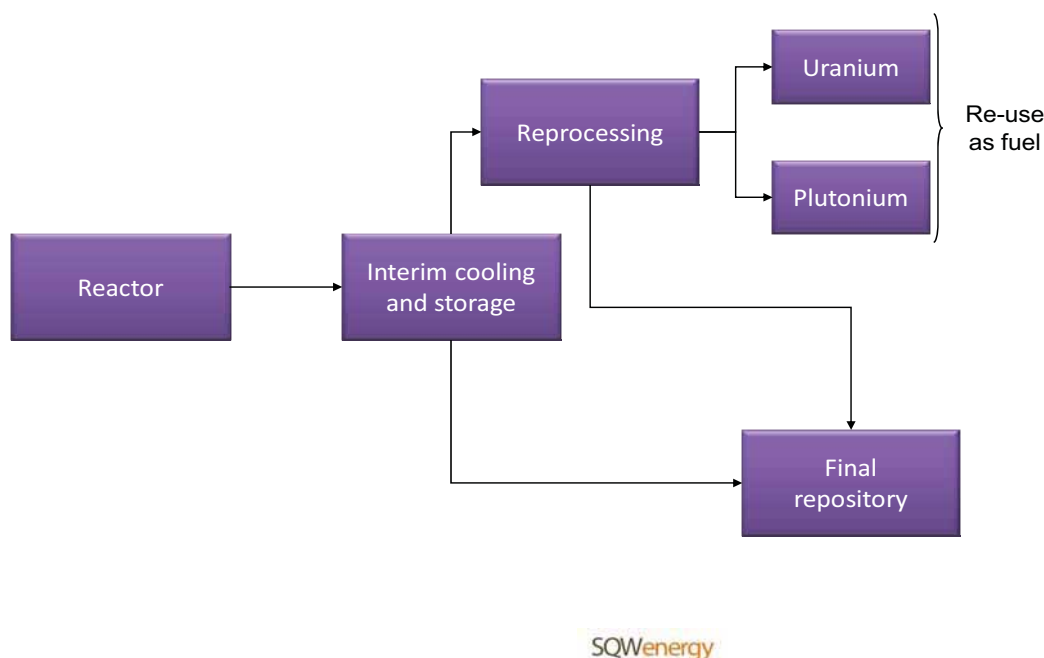 Uranium
Reprocessing
Re-use
as fuel
Plutonium
Reactor
Interim cooling
and storage
Final
repository
SQWenergy